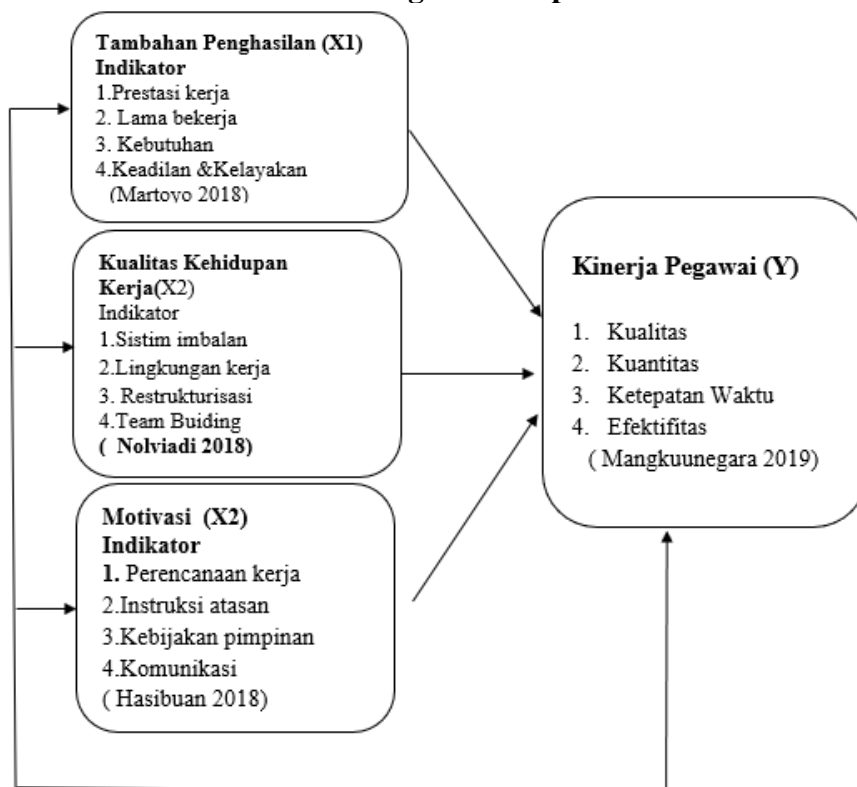 Tambahan Penghasilan (X1)
Indikator
1.Prestasi kerja
2. Lama bekerja
3. Kebutuhan
4.Keadilan &Kelayakan
(Martoyo 2018)
Kualitas Kehidupan
Kerja(X2)
Indikator
1.Sistim imbalan
2.Lingkungan kerja
3. Restrukturisasi
4.Team Buiding
( Nolviadi 2018)
Motivasi (X2)
Indikator
1. Perencanaan kerja
2.Instruksi atasan
3.Kebijakan pimpinan
4.Komunikasi
( Hasibuan 2018)
Kinerja Pegawai (Y)
1. Kualitas
2. Kuantitas
3. Ketepatan Waktu
4. Efektifitas
( Mangkuunegara 2019)